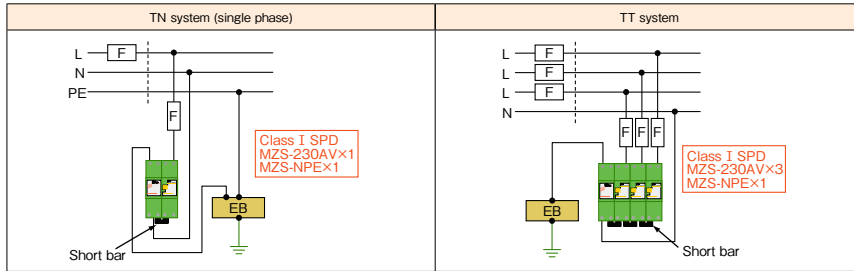 TN system (single phase)
L
F
N
PE
F
Class I SPD
MZS-230AV×1
MZS-NPE×1
EB
Short bar
TT system
L
F
L
F
L
F
N
F
F
F
Class I SPD
MZS-230AV×3
MZS-NPE×1
EB
Short bar